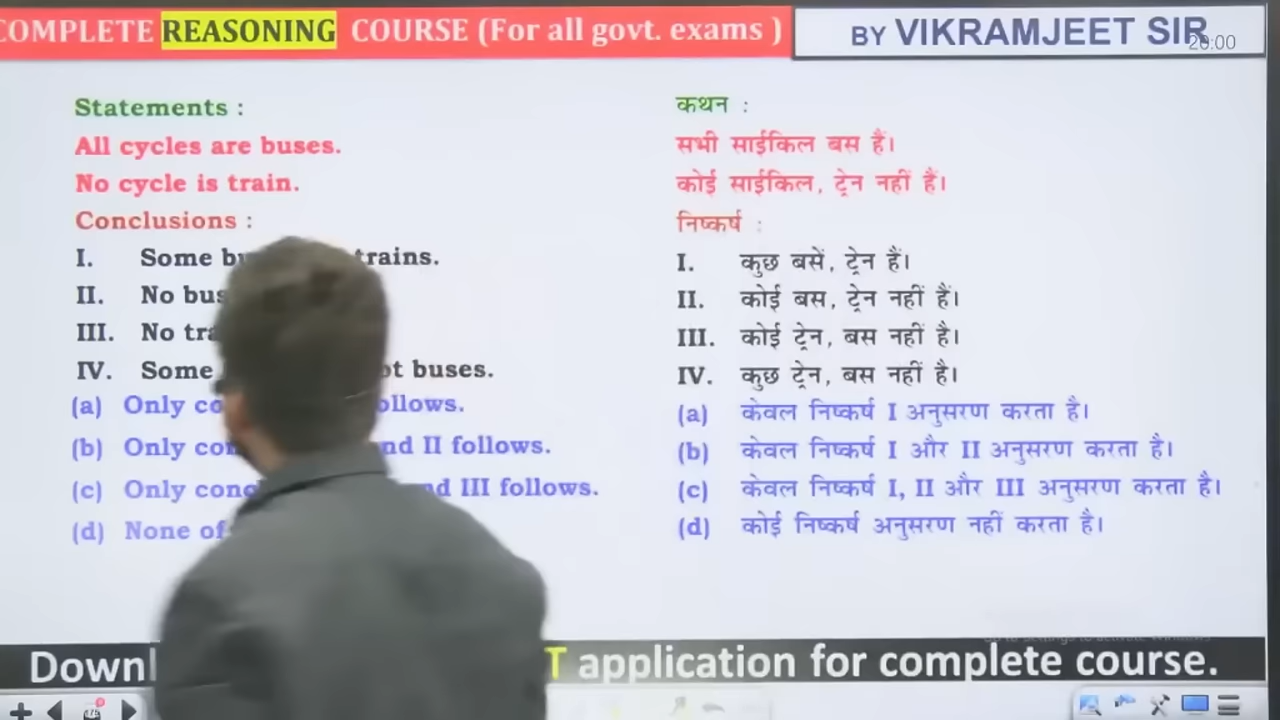 COMPLETE REASONING COURSE (For all govt. exams )
BY VIKRAMJEET SIR
20:00
Statements :
All cycles are buses.
No cycle is train.
Conclusions :
I. Some trains.
II. No
III. No
IV. Some buses.
(a) Only follows.
(b) Only and II follows.
(c) Only and III follows.
(d) None of
कथन :
सभी साईकिल बस हैं।
कोई साईकिल, ट्रेन नहीं हैं।
निष्कर्ष :
I. कुछ बसें, ट्रेन हैं।
II. कोई बस, ट्रेन नहीं हैं।
III. कोई ट्रेन, बस नहीं है।
IV. कुछ ट्रेन, बस नहीं है।
(a) केवल निष्कर्ष I अनुसरण करता है।
(b) केवल निष्कर्ष I और II अनुसरण करता है।
(c) केवल निष्कर्ष I, II और III अनुसरण करता है।
(d) कोई निष्कर्ष अनुसरण नहीं करता है।
T application for complete course.